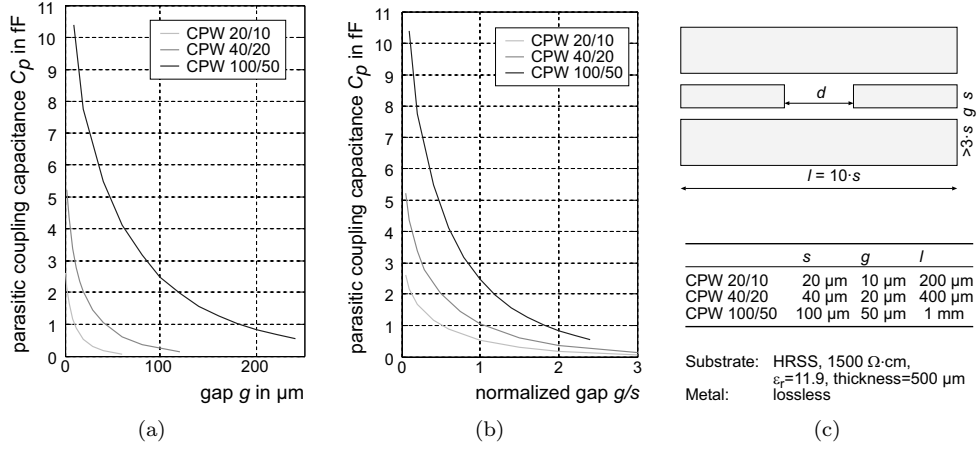 parasitic coupling capacitance Cp in fF
11
10
9
8
7
6
5
4
3
2
1
0
CPW 20/10
CPW 40/20
CPW 100/50
0 100 200
gap g in µm
(a)
parasitic coupling capacitance Cp in fF
11
10
9
8
7
6
5
4
3
2
1
0
CPW 20/10
CPW 40/20
CPW 100/50
0 1 2 3
normalized gap g/s
(b)
d
s
g
>3·s
l = 10·s
s g l
CPW 20/10 20 µm 10 µm 200 µm
CPW 40/20 40 µm 20 µm 400 µm
CPW 100/50 100 µm 50 µm 1 mm
Substrate: HRSS, 1500 Ω·cm,
εr=11.9, thickness=500 µm
Metal: lossless
(c)